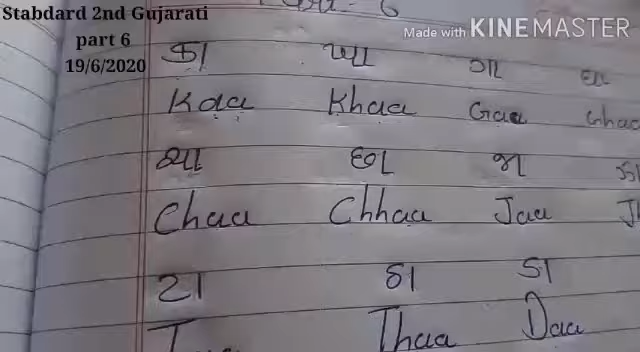 Stabdard 2nd Gujarati
part 6
19/6/2020
Made with KINEMASTER
કા ખા ગા ઘા
Kaa Khaa Gaa Ghaa
ચા છા જા
Chaa Chhaa Jaa
ટા ઠા ડા
Thaa Daa